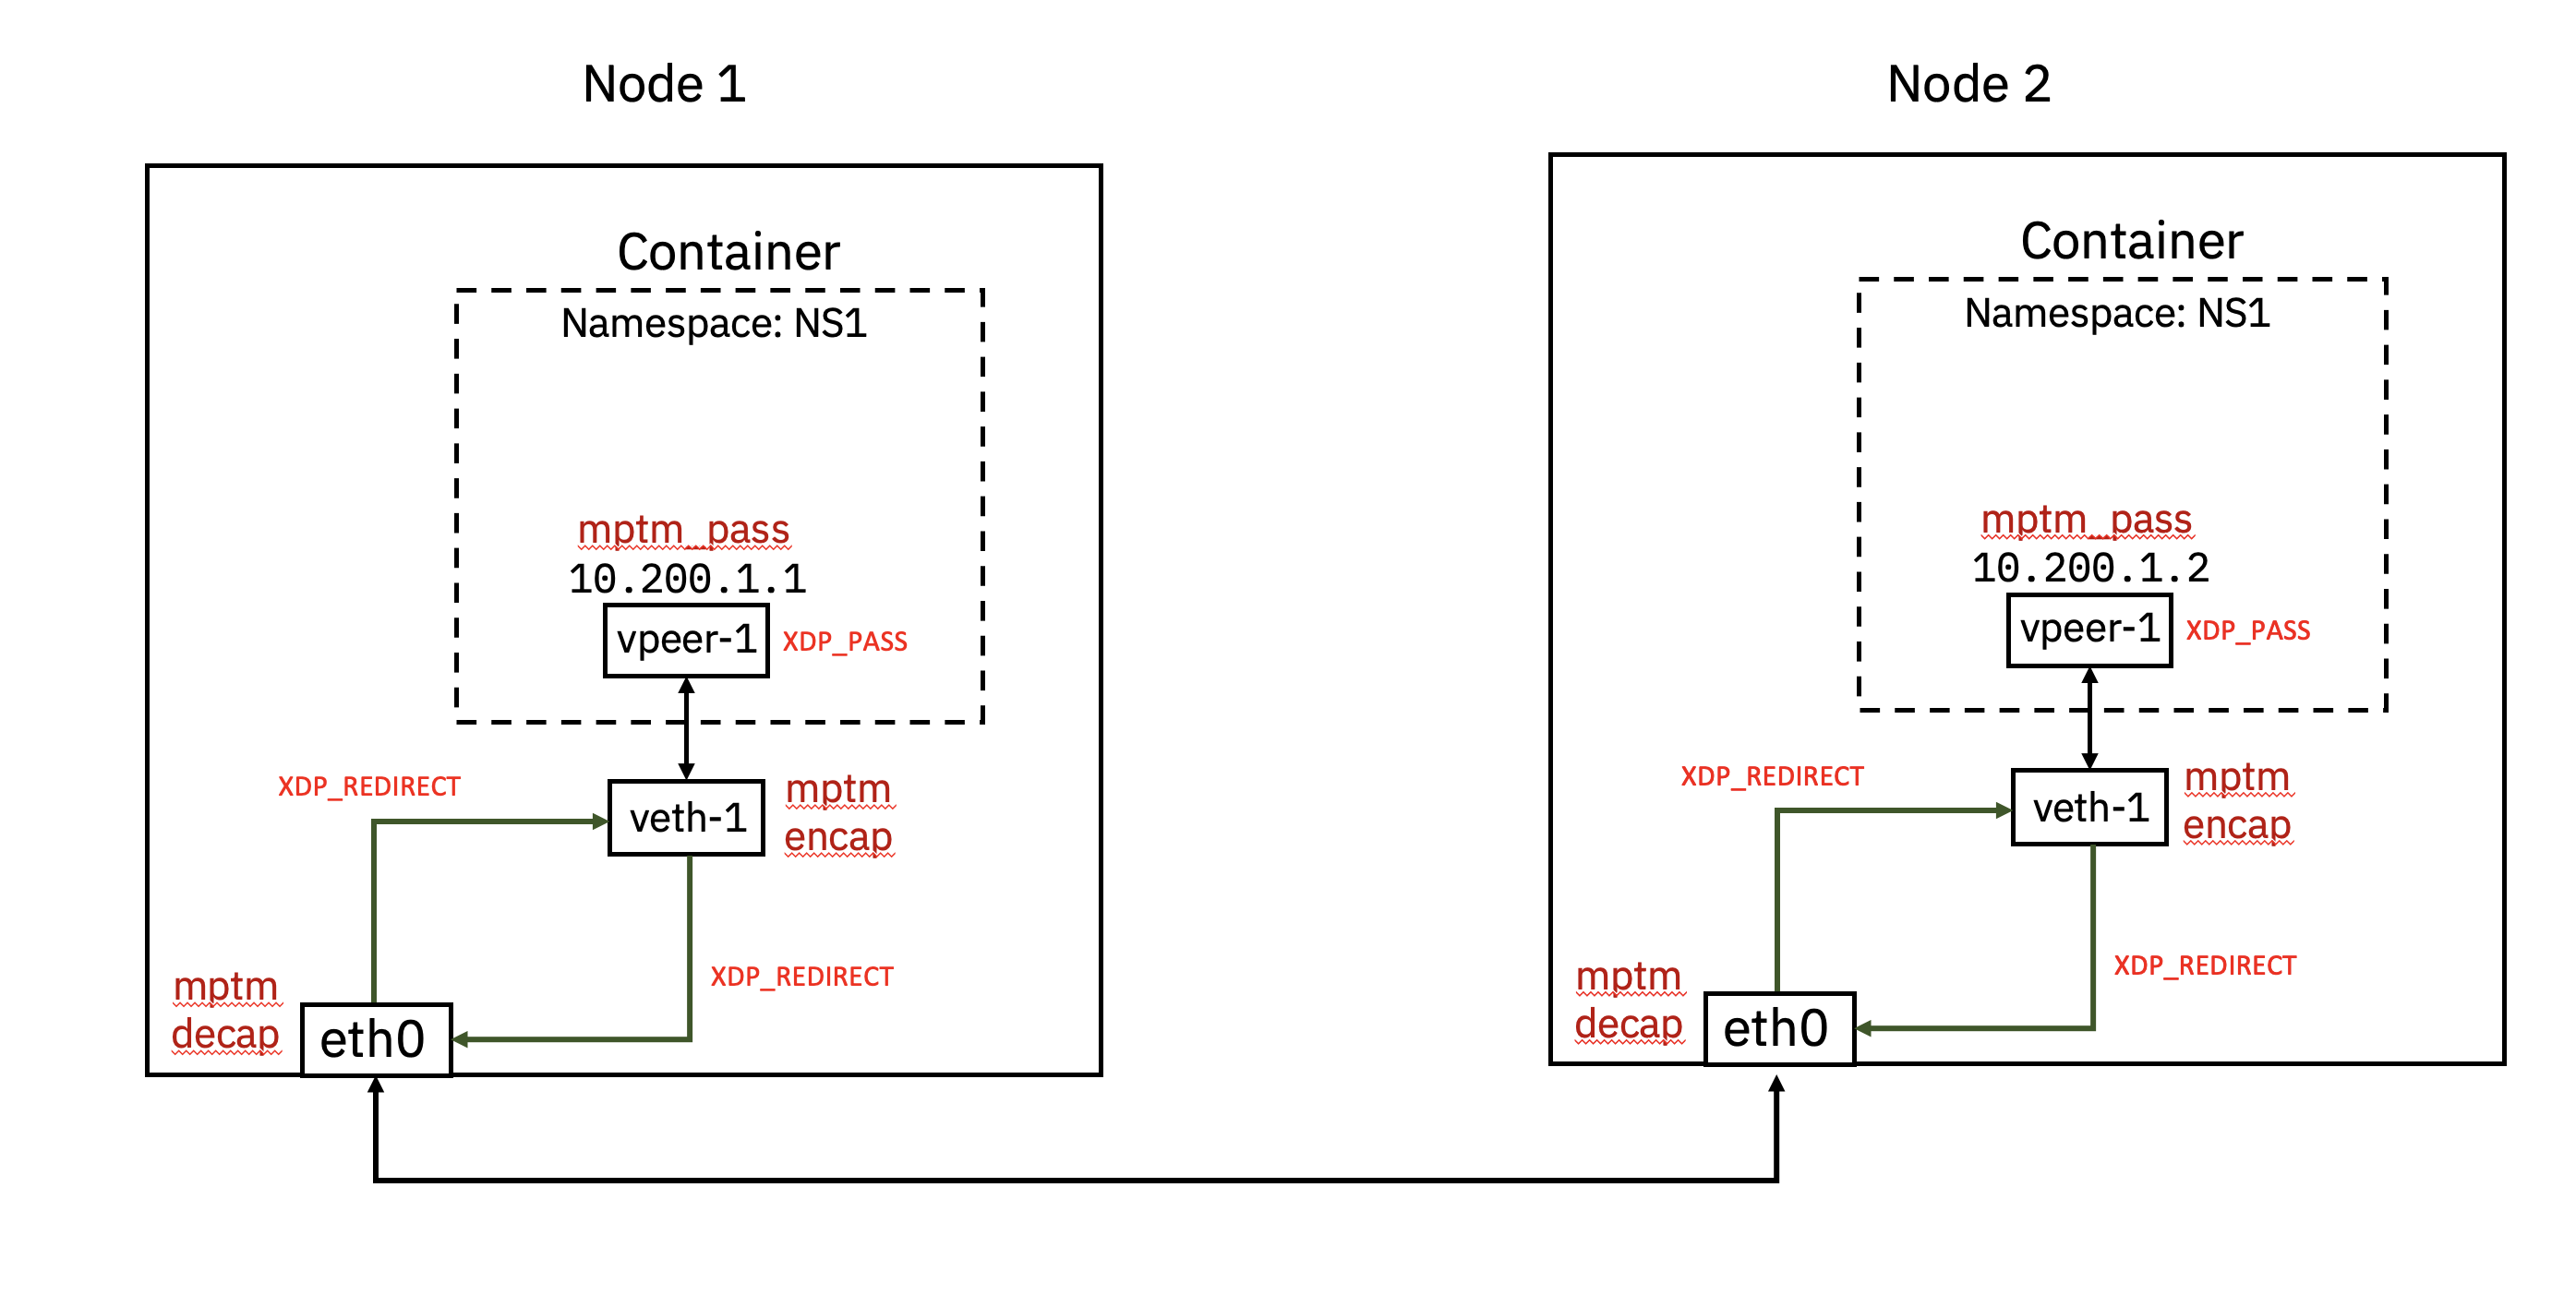 Node 1
Container
Namespace: NS1
mptm_pass
10.200.1.1
vpeer-1
XDP_PASS
XDP_REDIRECT
veth-1
mptm
encap
XDP_REDIRECT
mptm
decap
eth0
Node 2
Container
Namespace: NS1
mptm_pass
10.200.1.2
vpeer-1
XDP_PASS
XDP_REDIRECT
veth-1
mptm
encap
XDP_REDIRECT
mptm
decap
eth0